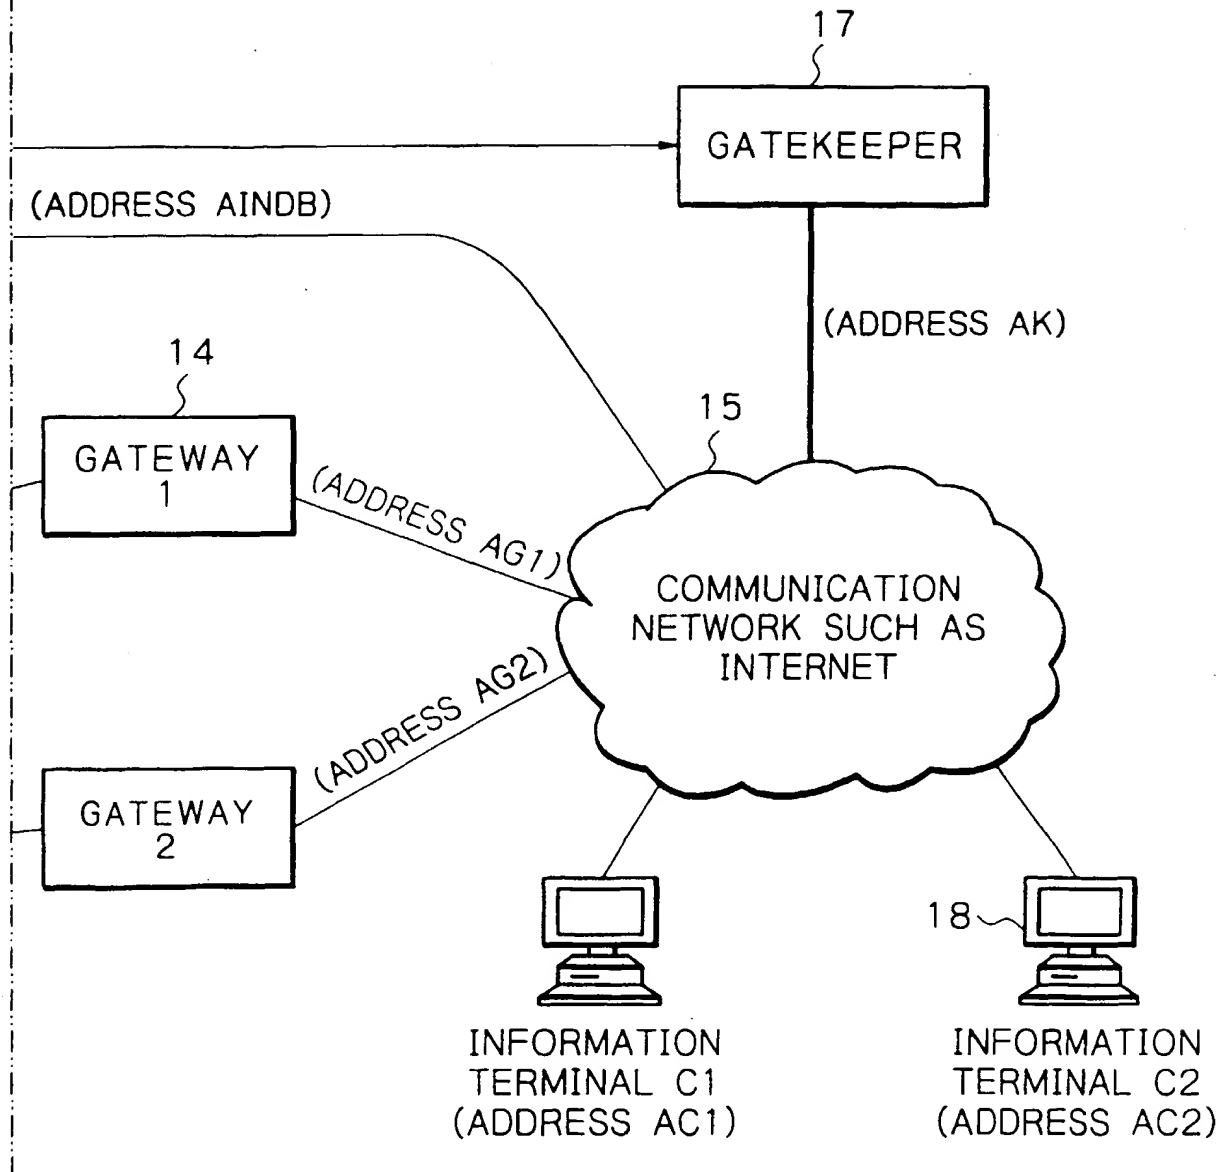 17
GATEKEEPER
(ADDRESS AINDB)
(ADDRESS AK)
14
15
GATEWAY
1
(ADDRESS AG1)
COMMUNICATION
NETWORK SUCH AS
INTERNET
(ADDRESS AG2)
GATEWAY
2
18
INFORMATION
TERMINAL C1
(ADDRESS AC1)
INFORMATION
TERMINAL C2
(ADDRESS AC2)